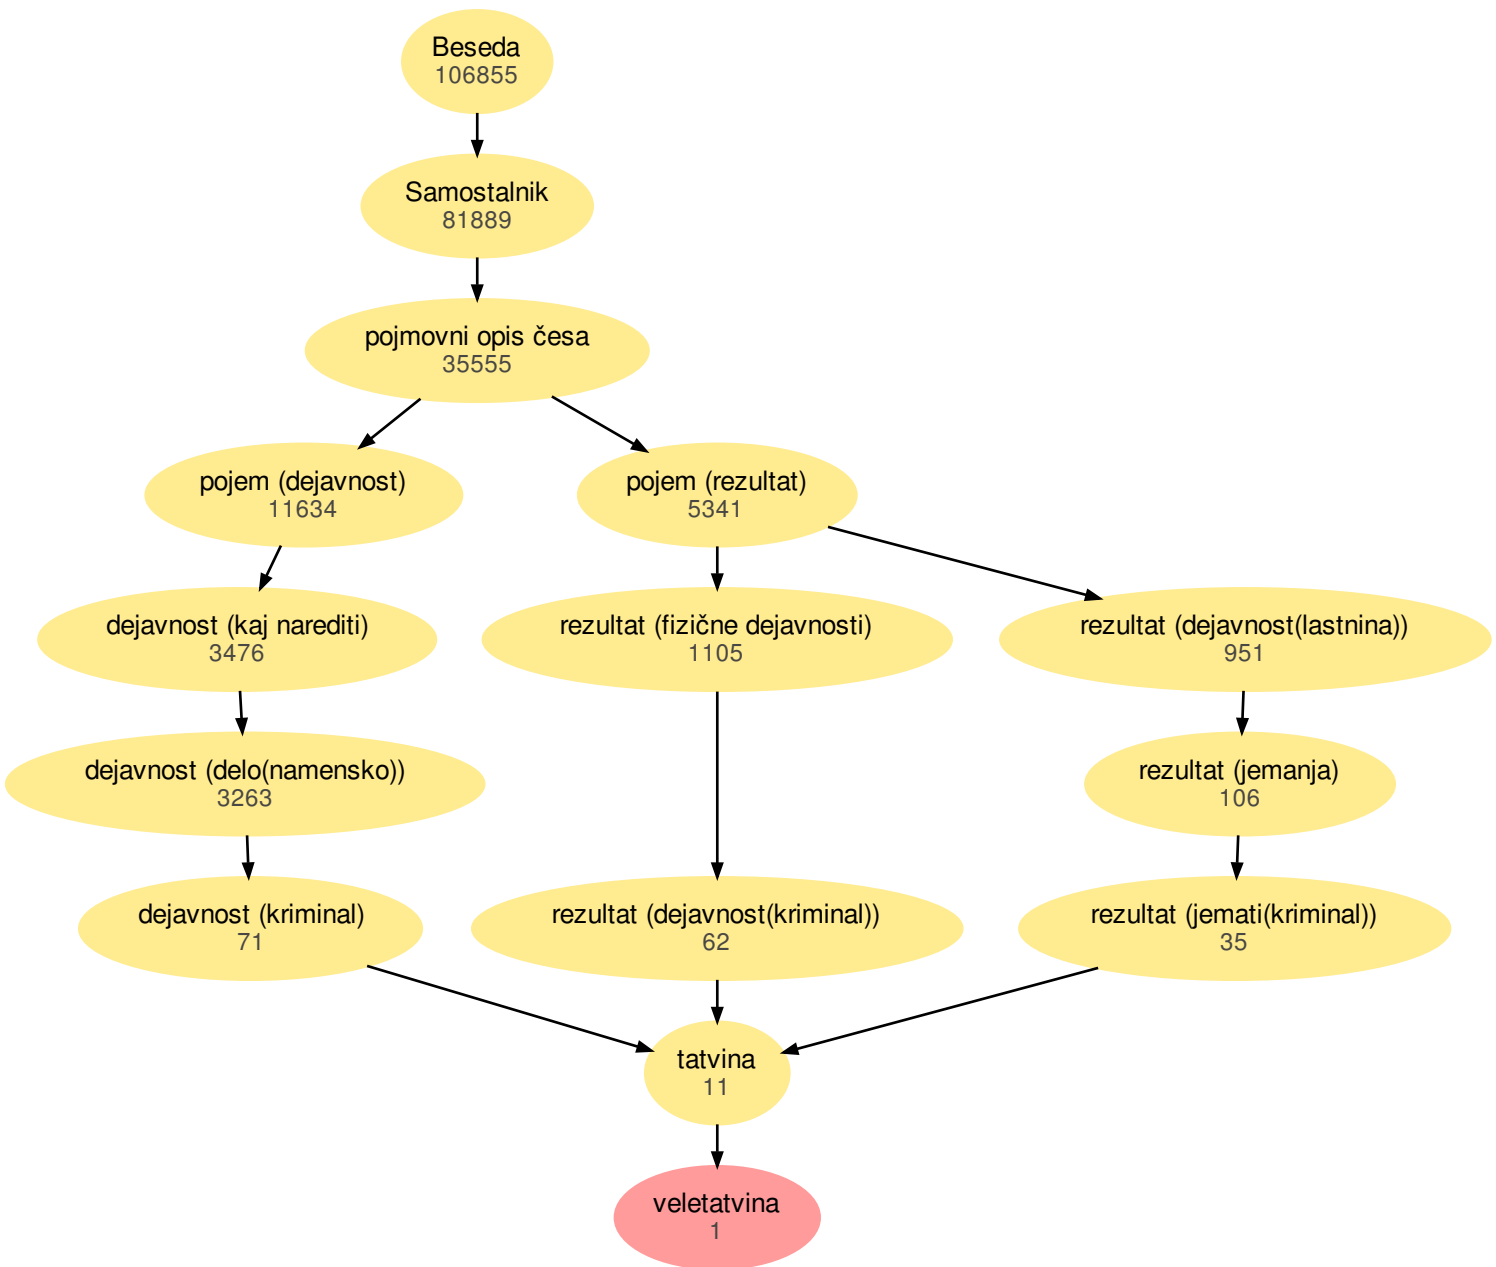 Beseda
106855
Samostalnik
81889
pojmovni opis česa
35555
pojem (dejavnost)
11634
pojem (rezultat)
5341
dejavnost (kaj narediti)
3476
rezultat (fizične dejavnosti)
1105
rezultat (dejavnost(lastnina))
951
dejavnost (delo(namensko))
3263
rezultat (jemanja)
106
dejavnost (kriminal)
71
rezultat (dejavnost(kriminal))
62
rezultat (jemati(kriminal))
35
tatvina
11
veletatvina
1